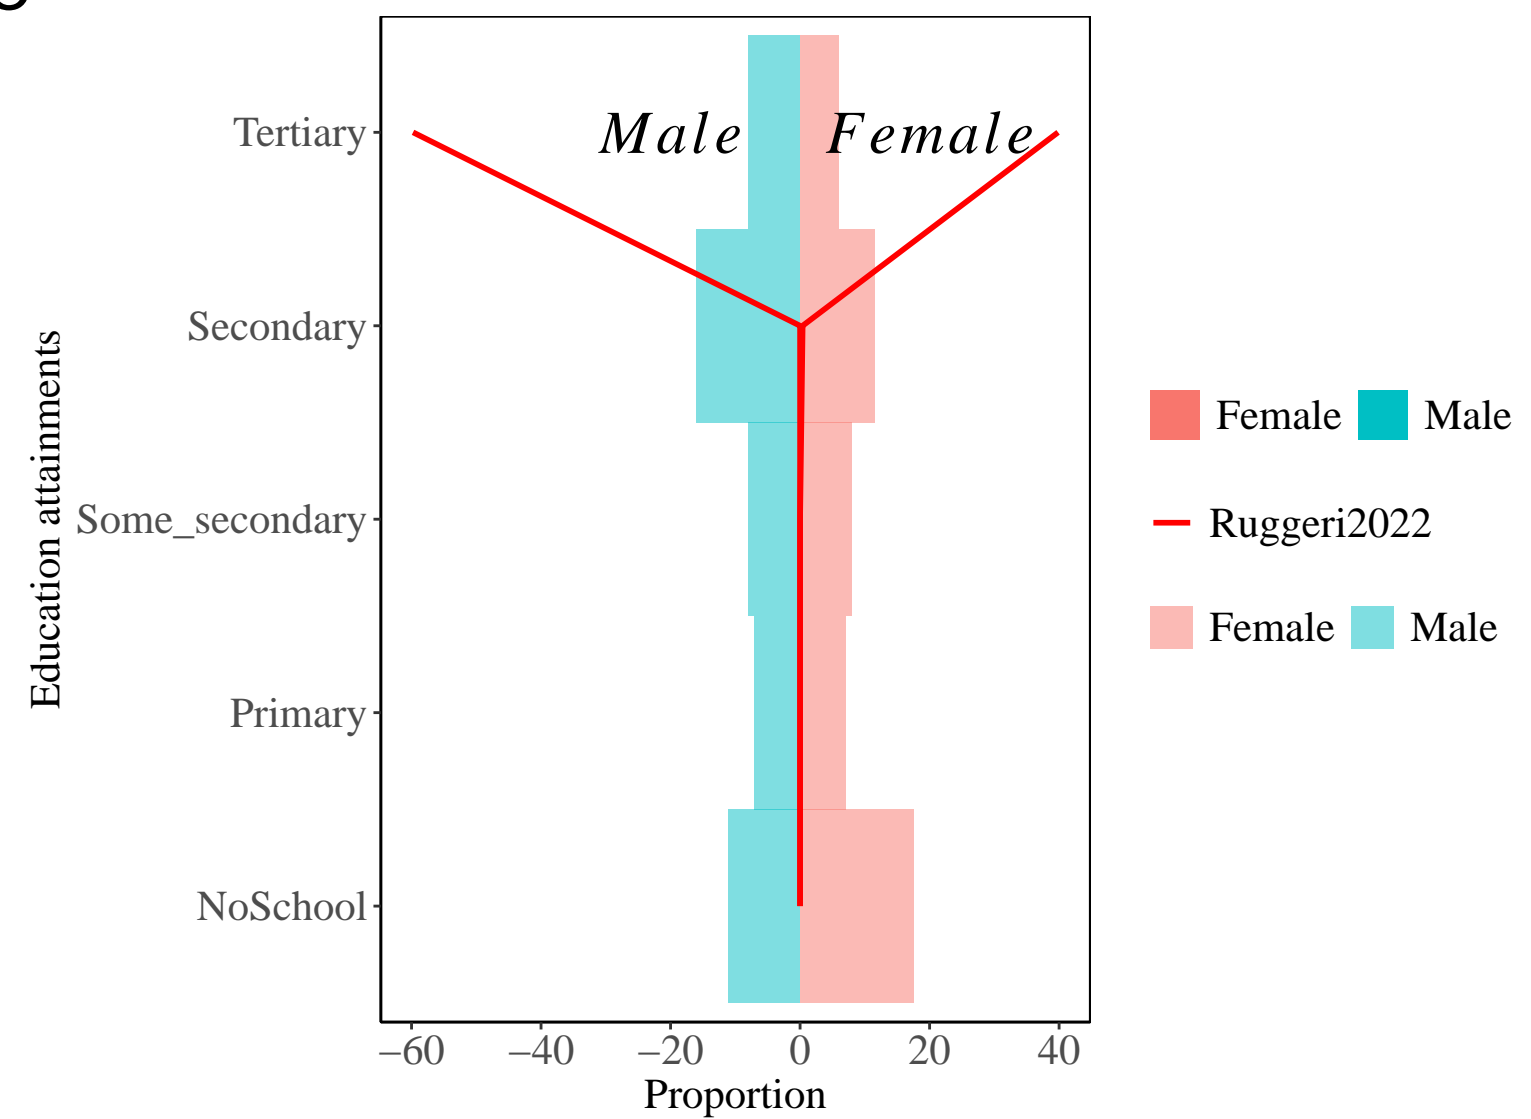 Male Female
Tertiary
Secondary
Some_secondary
Primary
NoSchool
Education attainments
−60 −40 −20 0 20 40
Proportion
Female Male
Ruggeri2022
Female Male